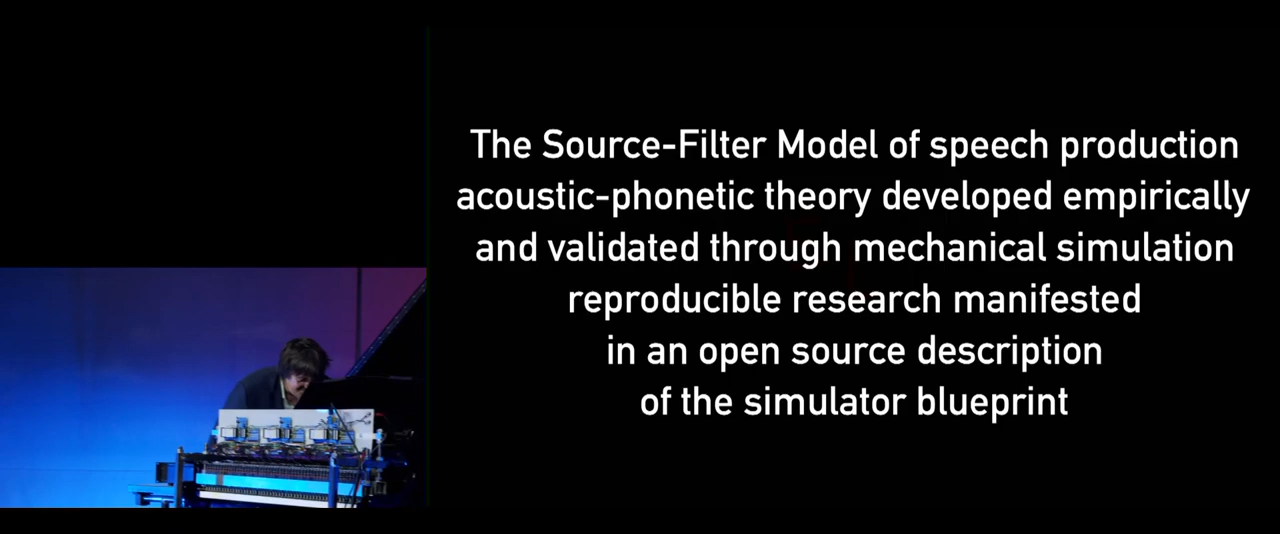 The Source-Filter Model of speech production
acoustic-phonetic theory developed empirically
and validated through mechanical simulation
reproducible research manifested
in an open source description
of the simulator blueprint